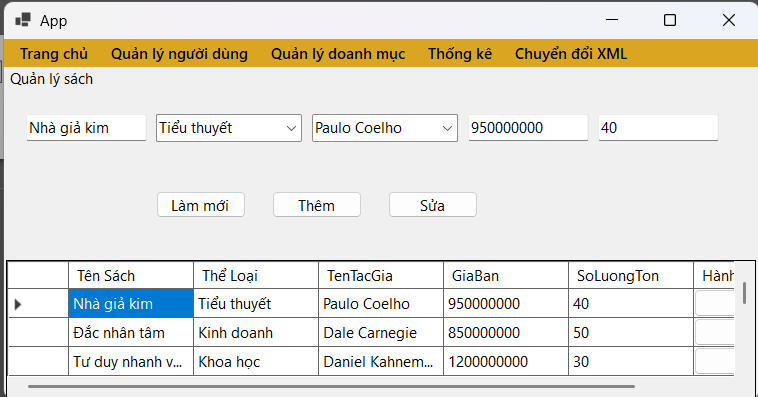 App
Trang chủ Quản lý người dùng Quản lý doanh mục Thống kê Chuyển đổi XML
Quản lý sách
Nhà giả kim Tiểu thuyết Paulo Coelho 950000000 40
Làm mới Thêm Sửa
Tên Sách Thể Loại TenTacGia GiaBan SoLuongTon Hành
Nhà giả kim Tiểu thuyết Paulo Coelho 950000000 40
Đắc nhân tâm Kinh doanh Dale Carnegie 850000000 50
Tư duy nhanh v... Khoa học Daniel Kahnem... 1200000000 30